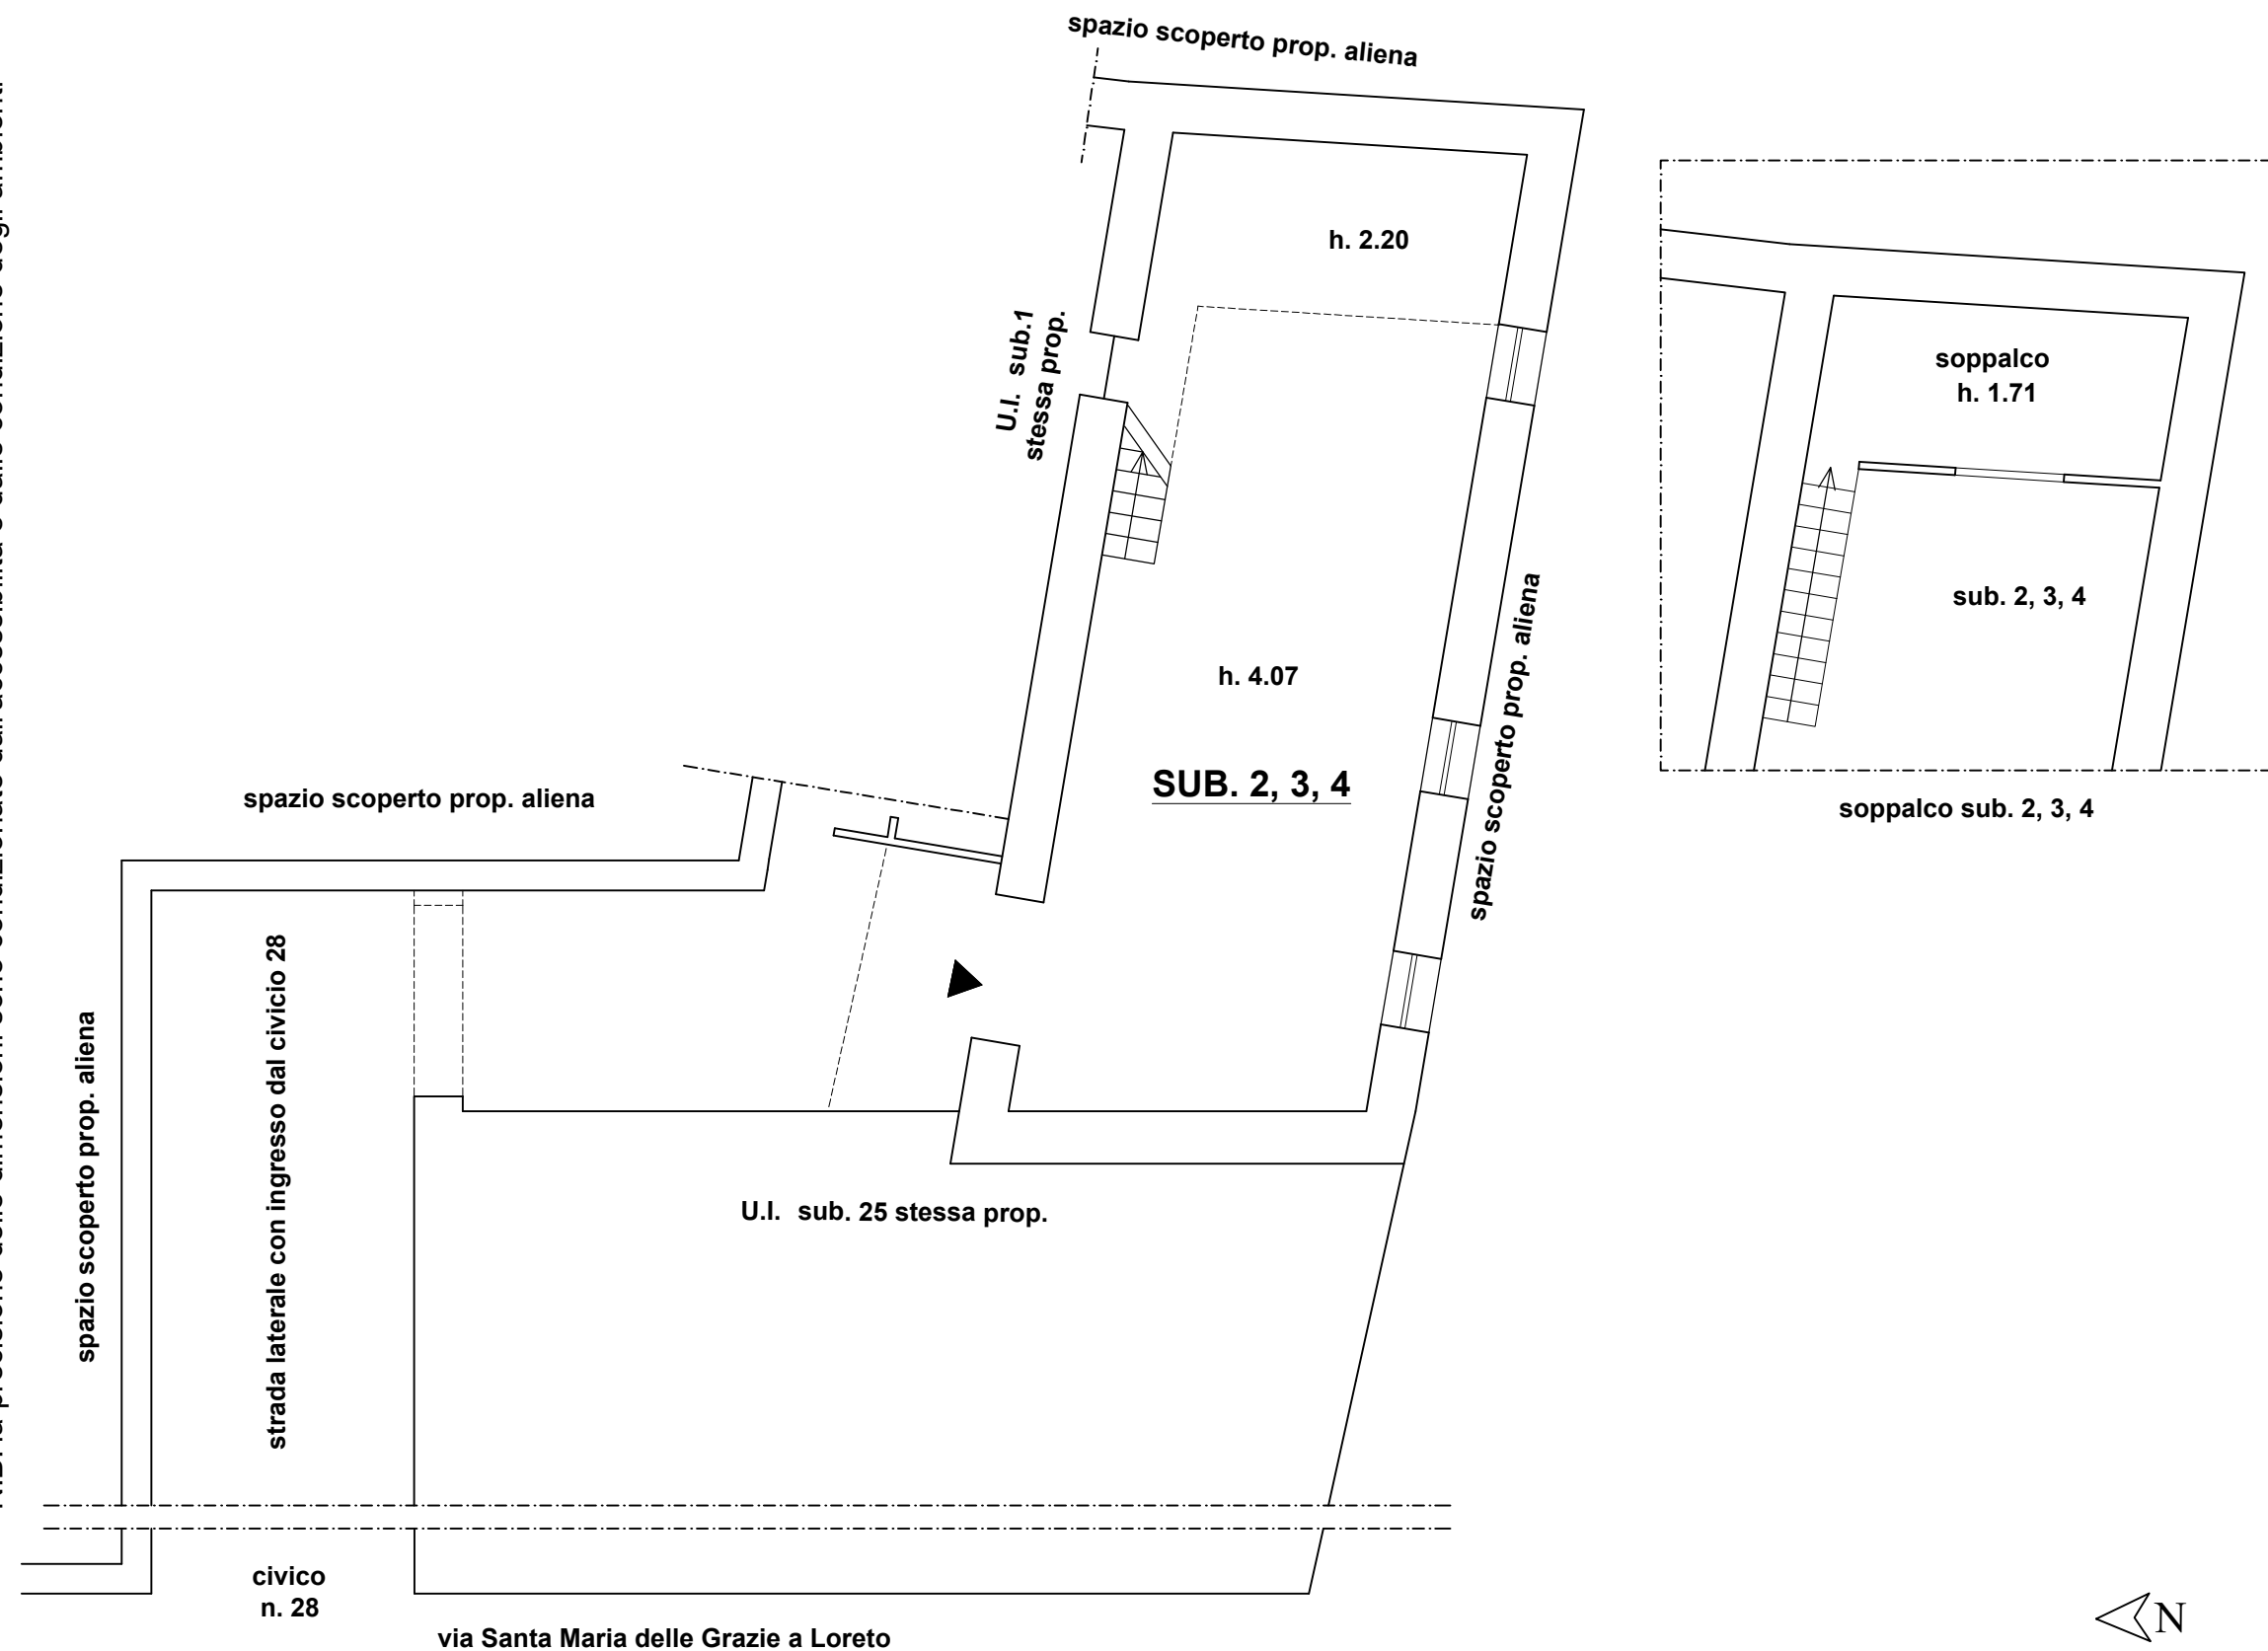 spazio scoperto prop. aliena
h. 2.20
U.I. sub.1
stessa prop.
h. 4.07
SUB. 2, 3, 4
spazio scoperto prop. aliena
soppalco
h. 1.71
sub. 2, 3, 4
soppalco sub. 2, 3, 4
spazio scoperto prop. aliena
spazio scoperto prop. aliena
strada laterale con ingresso dal civico 28
U.I. sub. 25 stessa prop.
civico
n. 28
via Santa Maria delle Grazie a Loreto
N